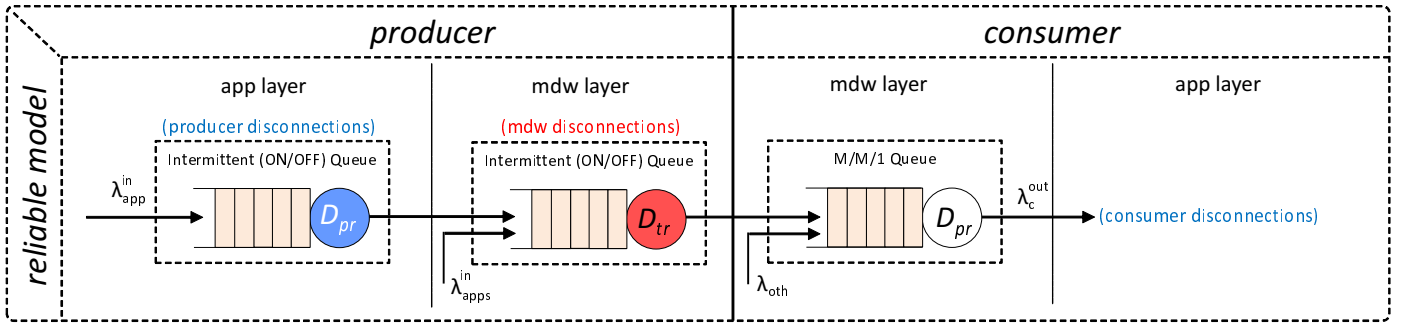 producer
consumer
reliable model
app layer
mdw layer
mdw layer
app layer
(producer disconnections)
(mdw disconnections)
Intermittent (ON/OFF) Queue
Intermittent (ON/OFF) Queue
M/M/1 Queue
λ in app
D pr
D tr
D pr
λ out c
(consumer disconnections)
λ in apps
λ oth